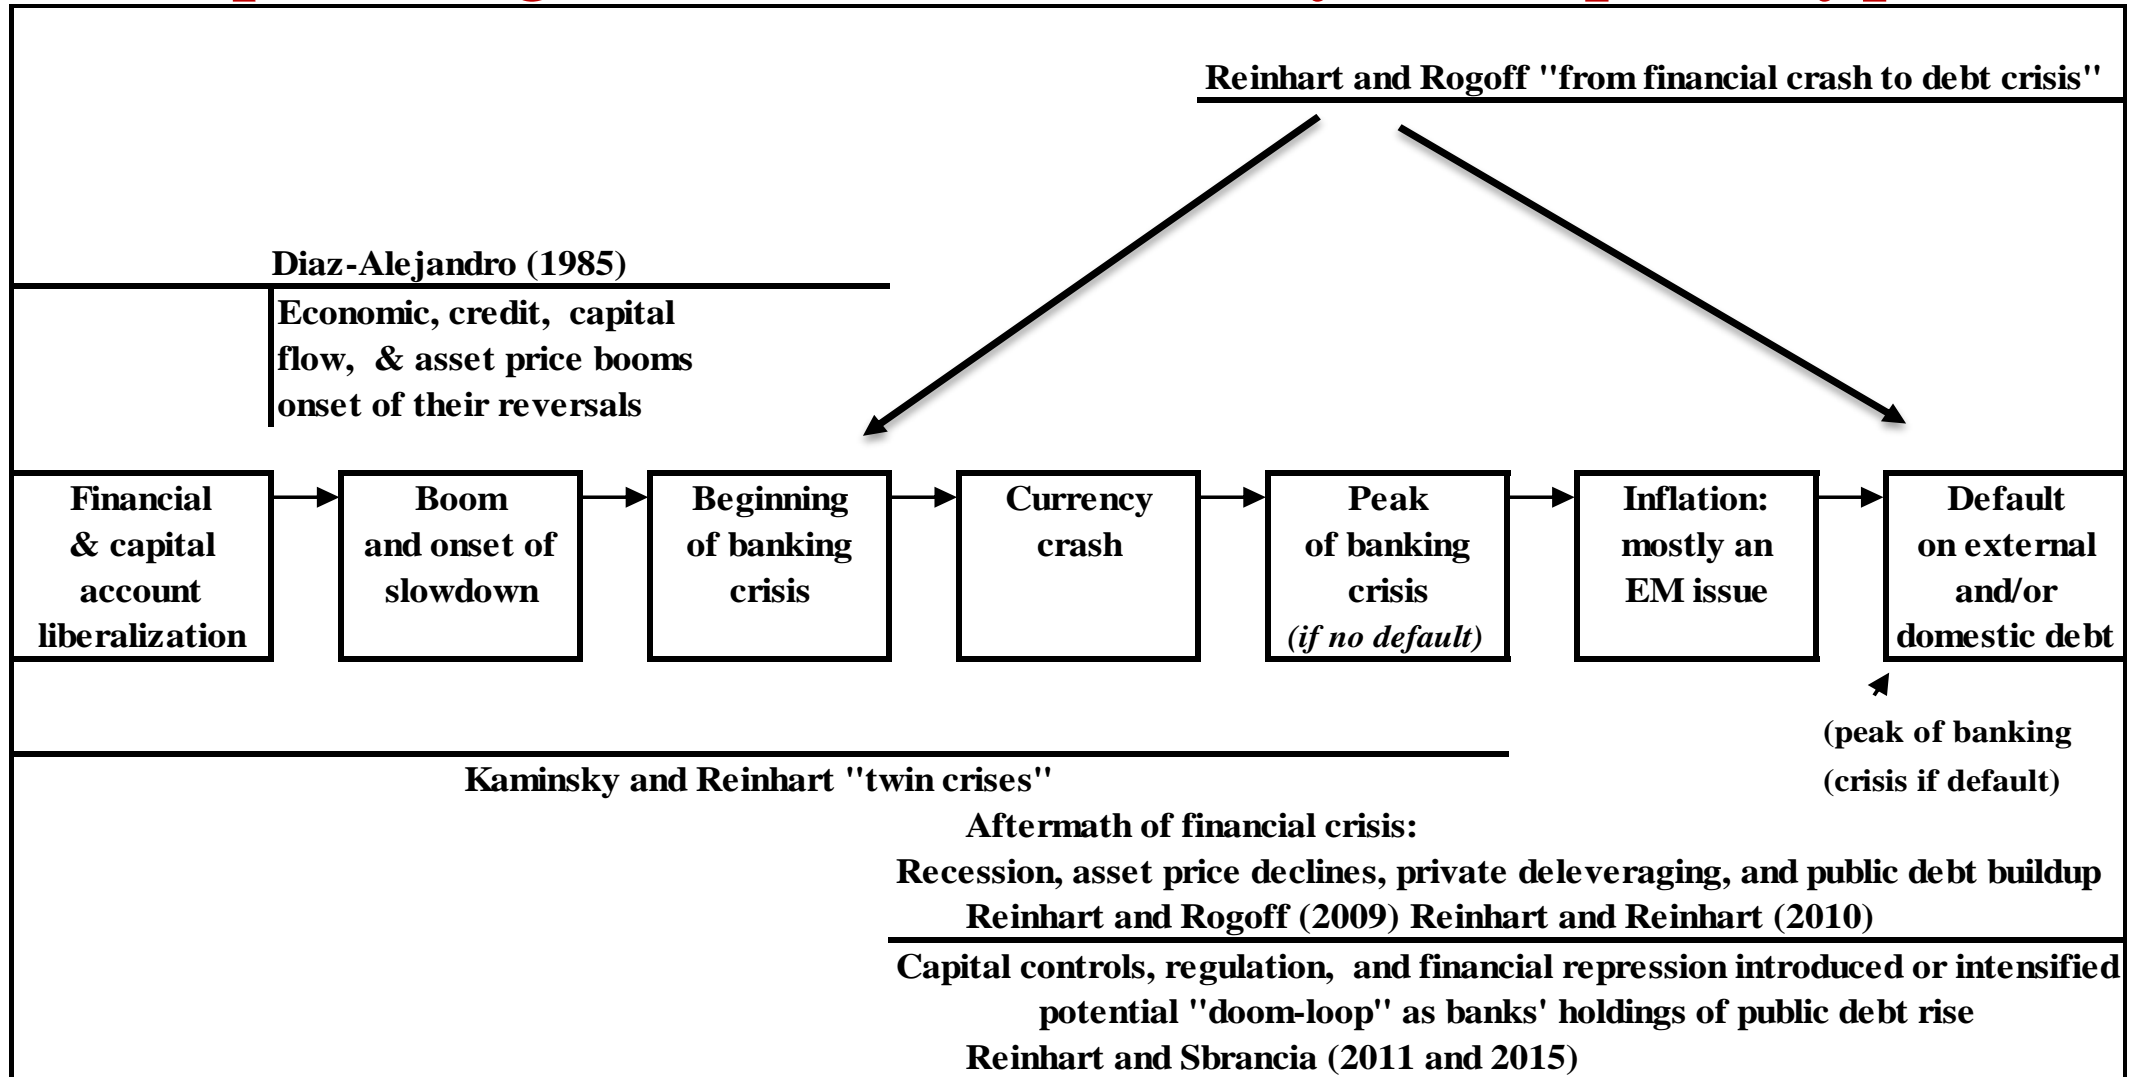 Reinhart and Rogoff "from financial crash to debt crisis"
Diaz-Alejandro (1985)
Economic, credit, capital
flow, & asset price booms
onset of their reversals
Financial
& capital
account
liberalization
Boom
and onset of
slowdown
Beginning
of banking
crisis
Currency
crash
Peak
of banking
crisis
(if no default)
Inflation:
mostly an
EM issue
Default
on external
and/or
domestic debt
(peak of banking
(crisis if default)
Kaminsky and Reinhart "twin crises"
Aftermath of financial crisis:
Recession, asset price declines, private deleveraging, and public debt buildup
Reinhart and Rogoff (2009) Reinhart and Reinhart (2010)
Capital controls, regulation, and financial repression introduced or intensified
potential "doom-loop" as banks' holdings of public debt rise
Reinhart and Sbrancia (2011 and 2015)